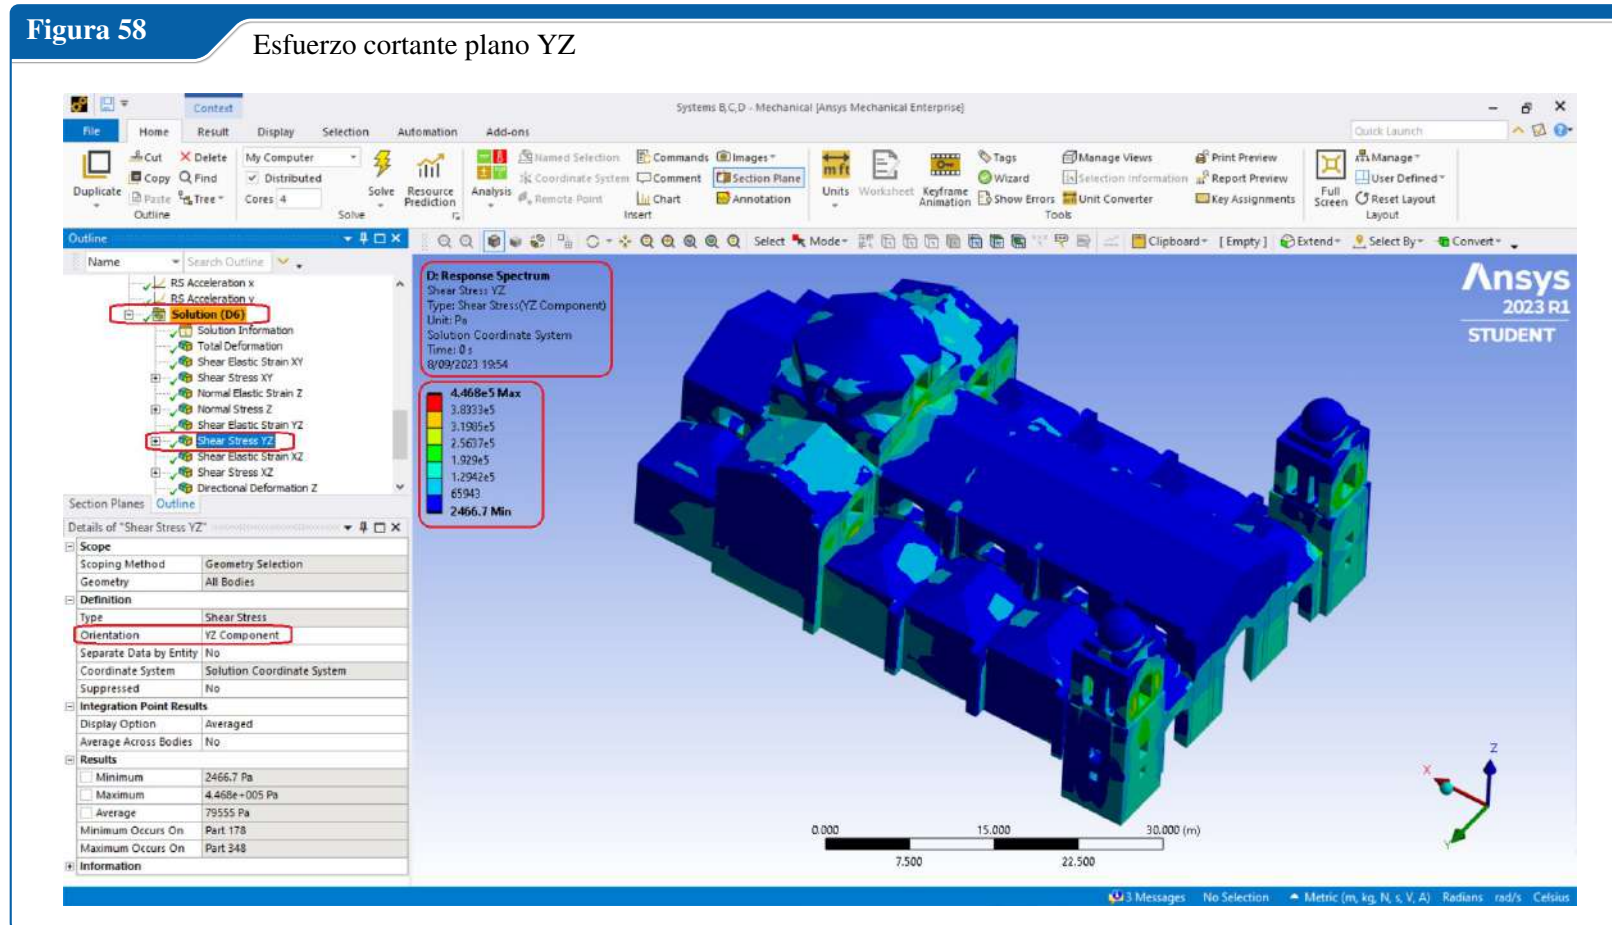 Figura 58
Esfuerzo cortante plano YZ
Context
Systems B,C,D - Mechanical [Ansys Mechanical Enterprise]
File Home Result Display Selection Automation Add-ons
Quick Launch
Duplicate
Cut
Copy
Paste
Delete
Find
Tree
Outline
My Computer
Distributed
Cores 4
Solve
Solve
Resource Prediction
Analysis
Named Selection
Coordinate System
Remote Point
Commands
Comment
Chart
Images
Section Plane
Annotation
Insert
Units
Worksheet
Keyframe Animation
Tags
Wizard
Show Errors
Manage Views
Selection Information
Unit Converter
Print Preview
Report Preview
Key Assignments
Tools
Full Screen
Manage
User Defined
Reset Layout
Layout
Outline
Select Mode Clipboard [ Empty ] Extend Select By Convert
Name Search Outline
RS Acceleration x
RS Acceleration y
Solution (D6)
Solution Information
Total Deformation
Shear Elastic Strain XY
Shear Stress XY
Normal Elastic Strain Z
Normal Stress Z
Shear Elastic Strain YZ
Shear Stress YZ
Shear Elastic Strain XZ
Shear Stress XZ
Directional Deformation Z
Section Planes Outline
Details of "Shear Stress YZ"
Scope
Scoping Method Geometry Selection
Geometry All Bodies
Definition
Type Shear Stress
Orientation YZ Component
Separate Data by Entity No
Coordinate System Solution Coordinate System
Suppressed No
Integration Point Results
Display Option Averaged
Average Across Bodies No
Results
Minimum 2466.7 Pa
Maximum 4.468e+005 Pa
Average 79555 Pa
Minimum Occurs On Part 178
Maximum Occurs On Part 348
Information
D: Response Spectrum
Shear Stress YZ
Type: Shear Stress(YZ Component)
Unit: Pa
Solution Coordinate System
Time: 0 s
8/09/2023 19:54
4.468e5 Max
3.8333e5
3.1985e5
2.5637e5
1.929e5
1.2942e5
65943
2466.7 Min
Ansys
2023 R1
STUDENT
0.000 15.000 30.000 (m)
7.500 22.500
Z
X
Y
3 Messages No Selection Metric (m, kg, N, s, V, A) Radians rad/s Celsius